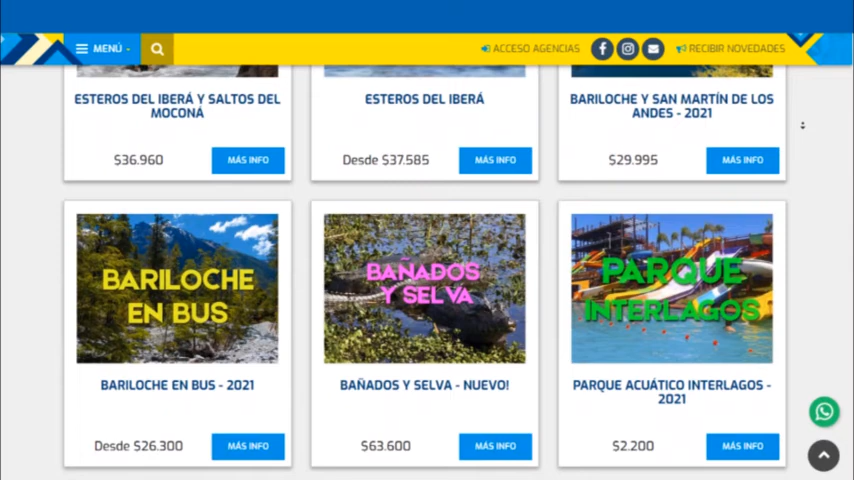 MENÚ
ACCESO AGENCIAS
RECIBIR NOVEDADES
ESTEROS DEL IBERÁ Y SALTOS DEL
MOCONÁ
ESTEROS DEL IBERÁ
BARILOCHE Y SAN MARTÍN DE LOS
ANDES - 2021
$36.960
MÁS INFO
Desde $37.585
MÁS INFO
$29.995
MÁS INFO
BARILOCHE
EN BUS
BAÑADOS
Y SELVA
PARQUE
INTERLAGOS
BARILOCHE EN BUS - 2021
BAÑADOS Y SELVA - NUEVO!
PARQUE ACUÁTICO INTERLAGOS -
2021
Desde $26.300
MÁS INFO
$63.600
MÁS INFO
$2.200
MÁS INFO